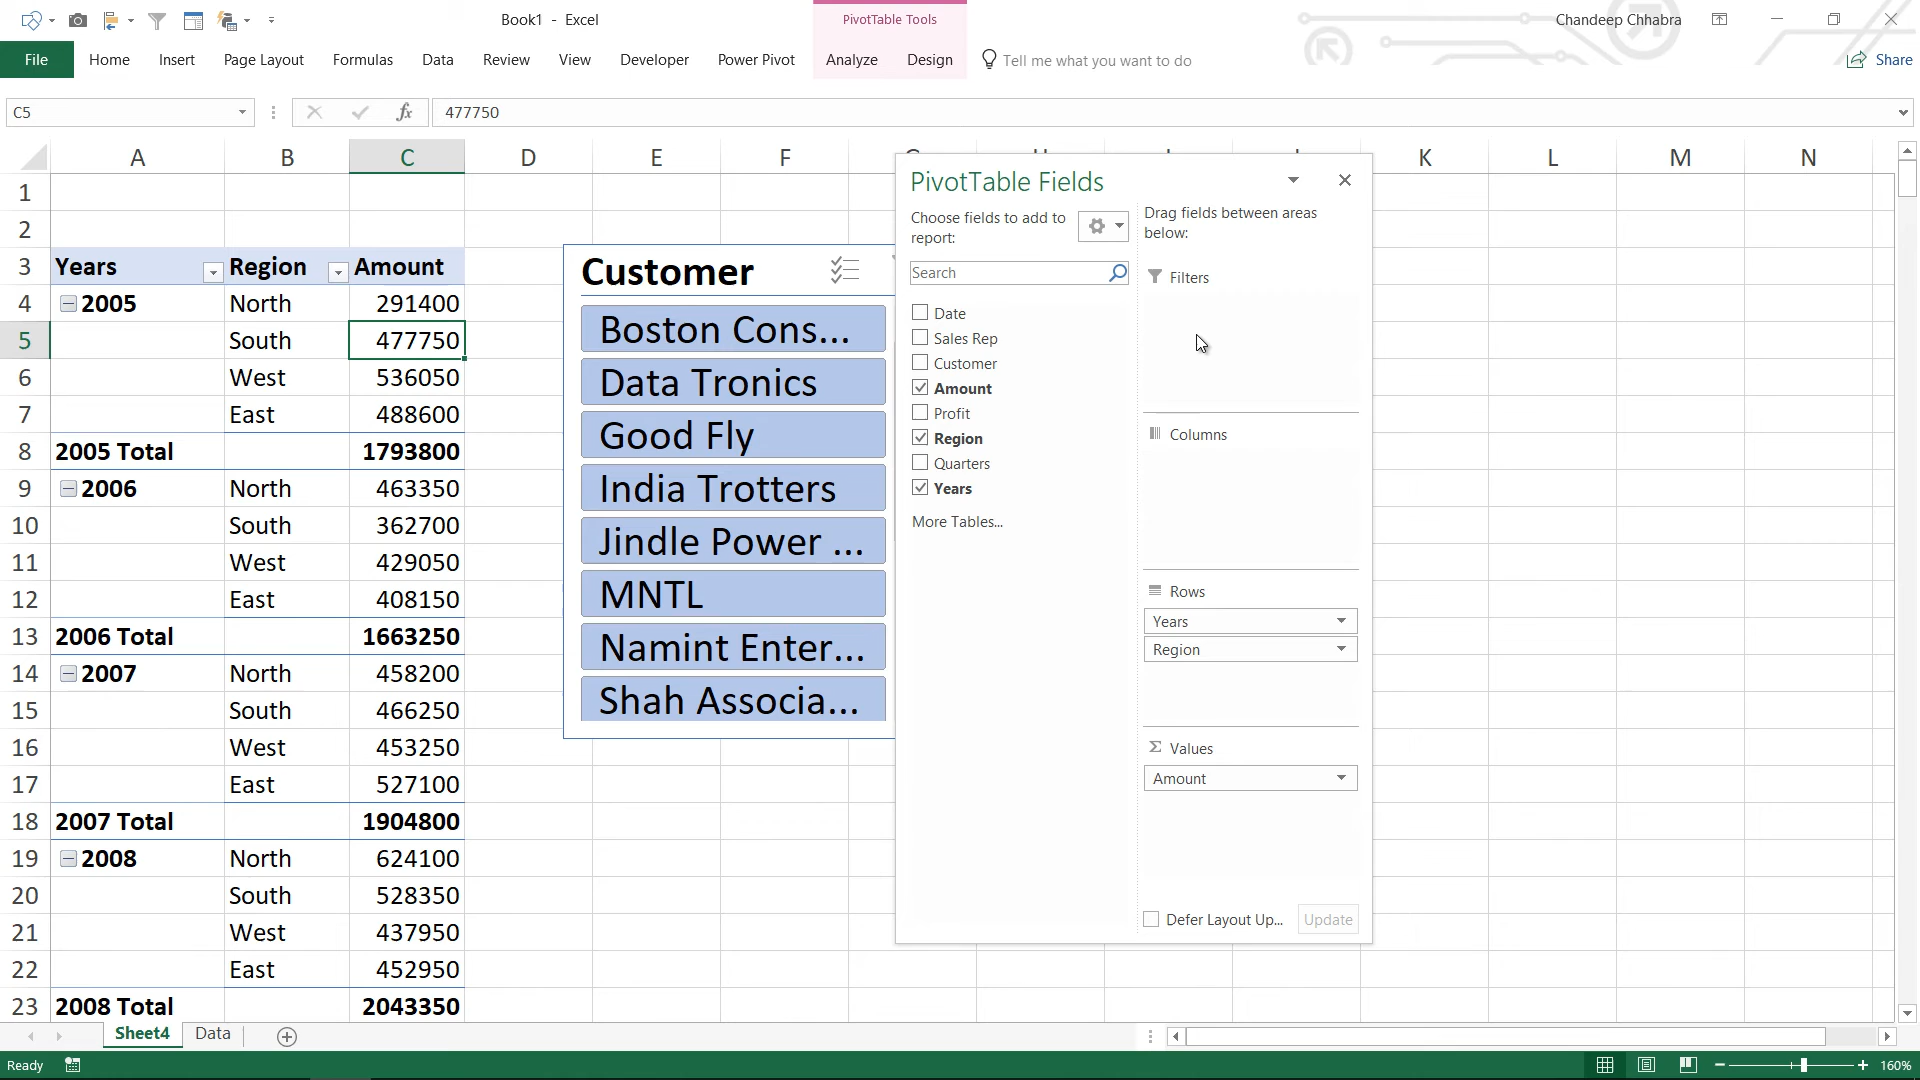 Book1 - Excel
PivotTable Tools
Chandeep Chhabra
File Home Insert Page Layout Formulas Data Review View Developer Power Pivot Analyze Design Tell me what you want to do Share
C5 fx 477750
A B C D E F K L M N
1
2
3 Years Region Amount
4 2005 North 291400
5 South 477750
6 West 536050
7 East 488600
8 2005 Total 1793800
9 2006 North 463350
10 South 362700
11 West 429050
12 East 408150
13 2006 Total 1663250
14 2007 North 458200
15 South 466250
16 West 453250
17 East 527100
18 2007 Total 1904800
19 2008 North 624100
20 South 528350
21 West 437950
22 East 452950
23 2008 Total 2043350
Customer
Boston Cons...
Data Tronics
Good Fly
India Trotters
Jindle Power ...
MNTL
Namint Enter...
Shah Associa...
PivotTable Fields
Choose fields to add to
report:
Search
Date
Sales Rep
Customer
Amount
Profit
Region
Quarters
Years
More Tables...
Drag fields between areas
below:
Filters
Columns
Rows
Years
Region
Σ Values
Amount
Defer Layout Up... Update
Sheet4 Data
Ready 160%